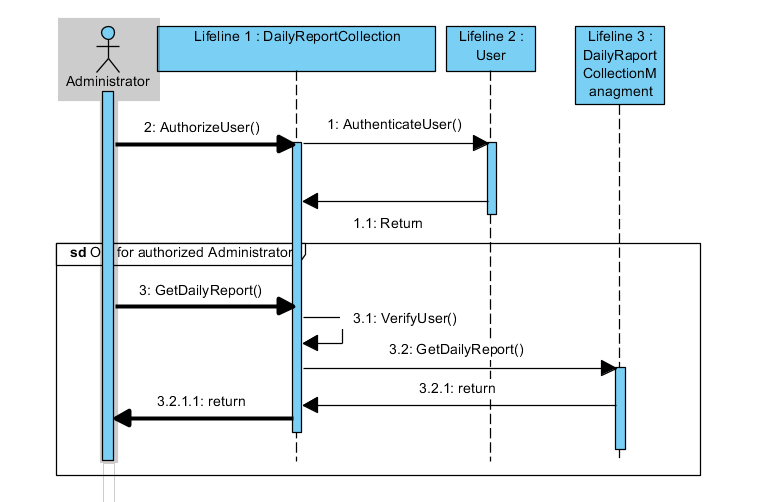 Lifeline 1 : DailyReportCollection
Lifeline 2 :
User
Lifeline 3 :
DailyRaport
CollectionM
anagment
Administrator
2: AuthorizeUser()
1: AuthenticateUser()
1.1: Return
sd for authorized Administrator
3: GetDailyReport()
3.1: VerifyUser()
3.2: GetDailyReport()
3.2.1: return
3.2.1.1: return